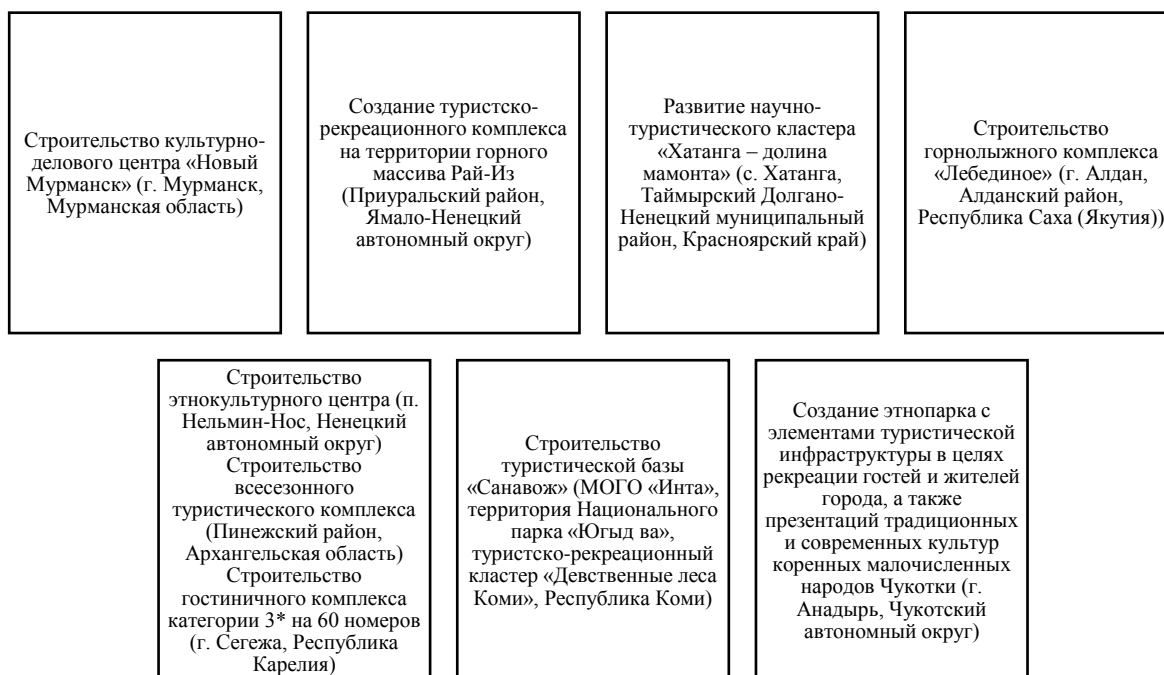 Строительство культурно-
делового центра «Новый
Мурманск» (г. Мурманск,
Мурманская область)
Создание туристско-
рекреационного комплекса
на территории горного
массива Рай-Из
(Приуральский район,
Ямало-Ненецкий
автономный округ)
Развитие научно-
туристического кластера
«Хатанга – долина
мамонта» (с. Хатанга,
Таймырский Долгано-
Ненецкий муниципальный
район, Красноярский край)
Строительство
горнолыжного комплекса
«Лебединое» (г. Алдан,
Алданский район,
Республика Саха (Якутия))
Строительство
этнокультурного центра (п.
Нельмин-Нос, Ненецкий
автономный округ)
Строительство
всесезонного
туристического комплекса
(Пинежский район,
Архангельская область)
Строительство
гостиничного комплекса
категории 3* на 60 номеров
(г. Сегежа, Республика
Карелия)
Строительство
туристической базы
«Санавож» (МОГО «Инта»,
территория Национального
парка «Югыд ва»,
туристско-рекреационный
кластер «Девственные леса
Коми», Республика Коми)
Создание этнопарка с
элементами туристической
инфраструктуры в целях
рекреации гостей и жителей
города, а также
презентаций традиционных
и современных культур
коренных малочисленных
народов Чукотки (г.
Анадырь, Чукотский
автономный округ)